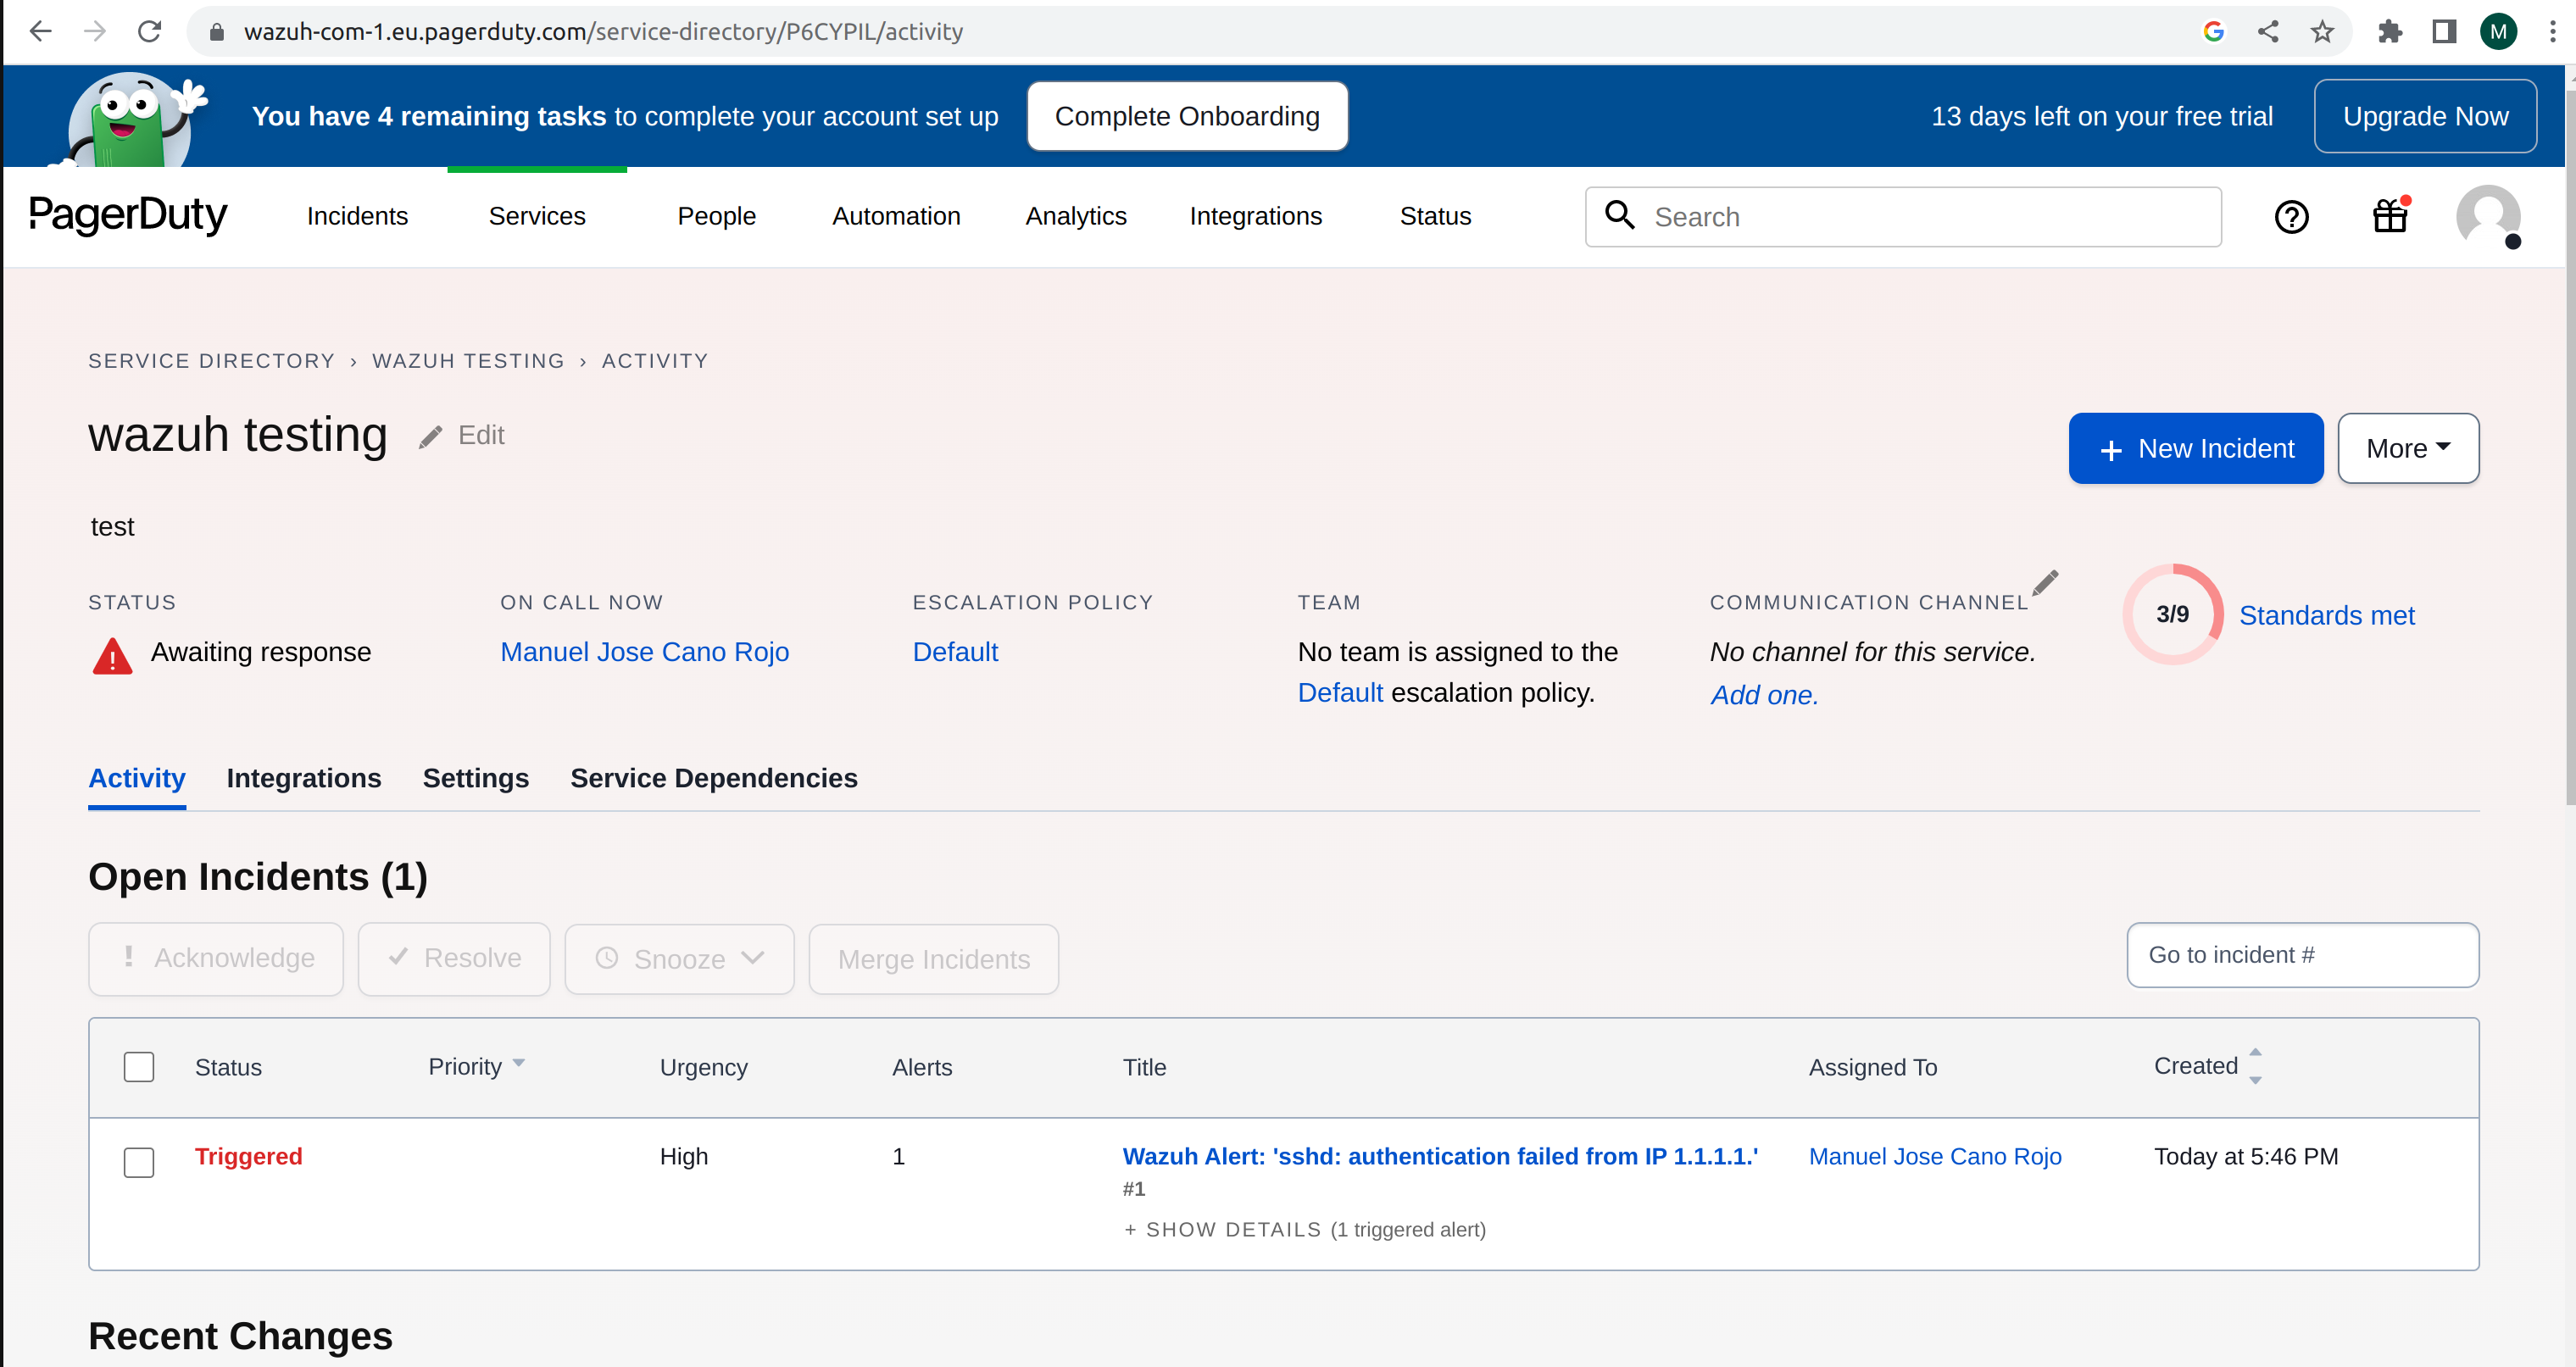 wazuh-com-1.eu.pagerduty.com/service-directory/P6CYPIL/activity
M
You have 4 remaining tasks to complete your account set up
Complete Onboarding
13 days left on your free trial
Upgrade Now
PagerDuty
Incidents
Services
People
Automation
Analytics
Integrations
Status
Search
SERVICE DIRECTORY › WAZUH TESTING › ACTIVITY
wazuh testing
Edit
+ New Incident
More
test
STATUS
Awaiting response
ON CALL NOW
Manuel Jose Cano Rojo
ESCALATION POLICY
Default
TEAM
No team is assigned to the
Default escalation policy.
COMMUNICATION CHANNEL
No channel for this service.
Add one.
3/9
Standards met
Activity
Integrations
Settings
Service Dependencies
Open Incidents (1)
! Acknowledge
Resolve
Snooze
Merge Incidents
Go to incident #
Status
Priority
Urgency
Alerts
Title
Assigned To
Created
Triggered
High
1
Wazuh Alert: 'sshd: authentication failed from IP 1.1.1.1.'
#1
+ SHOW DETAILS (1 triggered alert)
Manuel Jose Cano Rojo
Today at 5:46 PM
Recent Changes